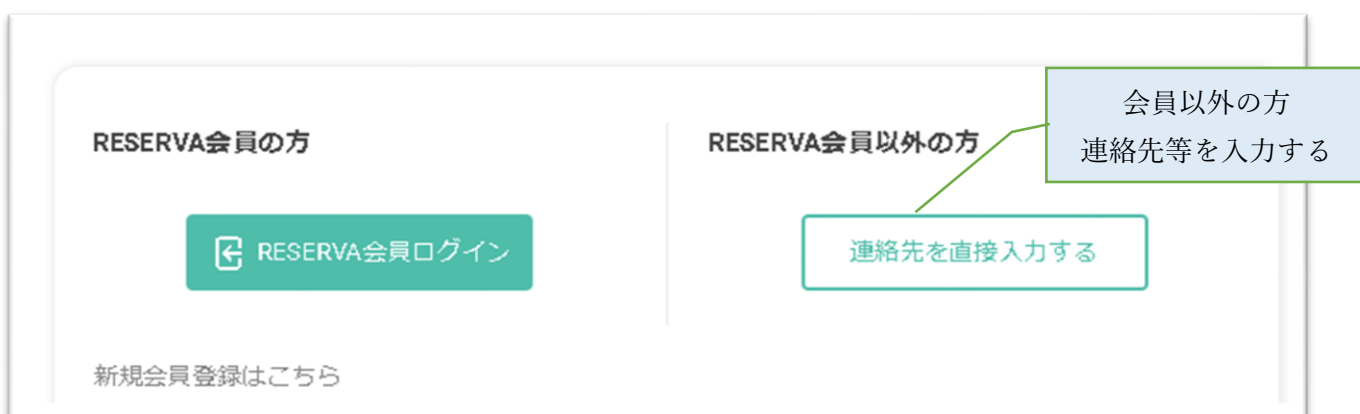 RESERVA会員の方
RESERVA会員ログイン
新規会員登録はこちら
RESERVA会員以外の方
連絡先を直接入力する
会員以外の方
連絡先等を入力する